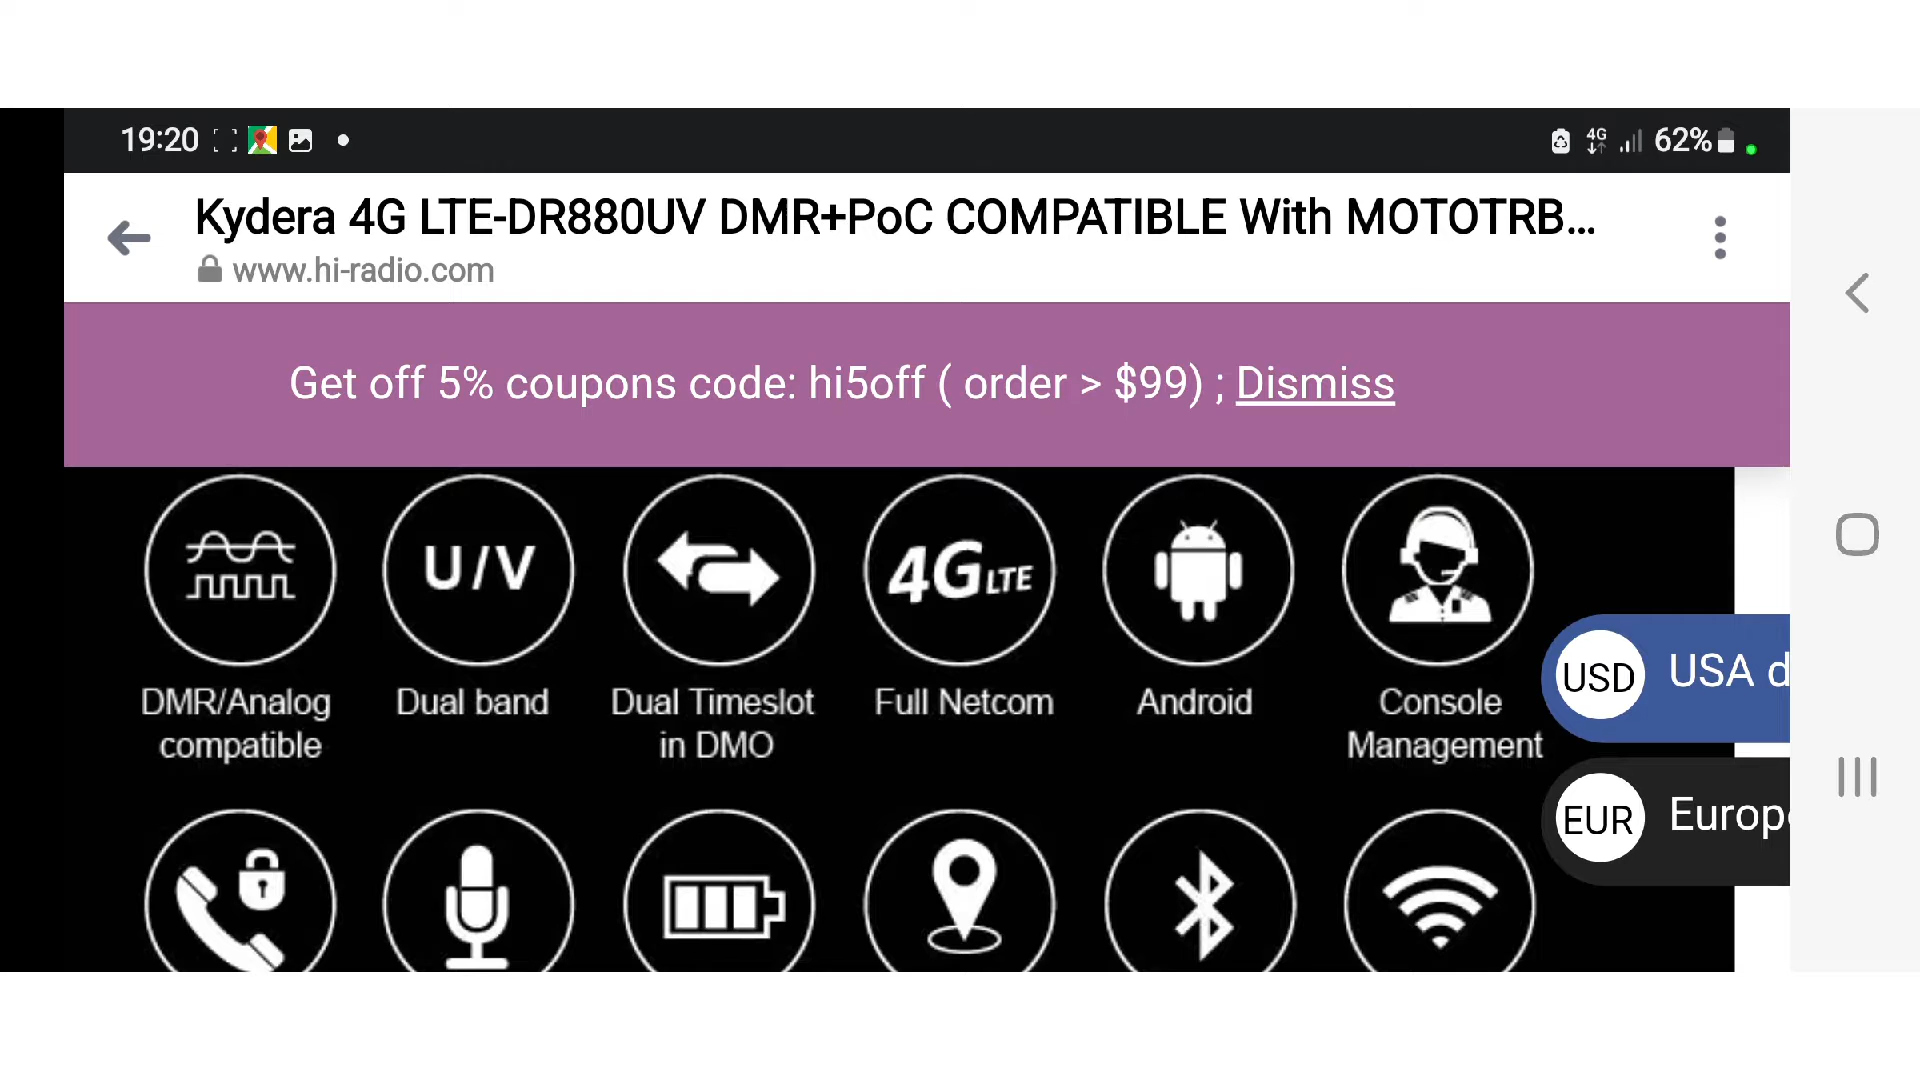 19:20 4G 62%
Kydera 4G LTE-DR880UV DMR+PoC COMPATIBLE With MOTOTRB...
www.hi-radio.com
Get off 5% coupons code: hi5off ( order > $99) ; Dismiss
U/V 4G LTE
DMR/Analog compatible
Dual band
Dual Timeslot in DMO
Full Netcom
Android
Console Management
USD USA d
EUR Europe